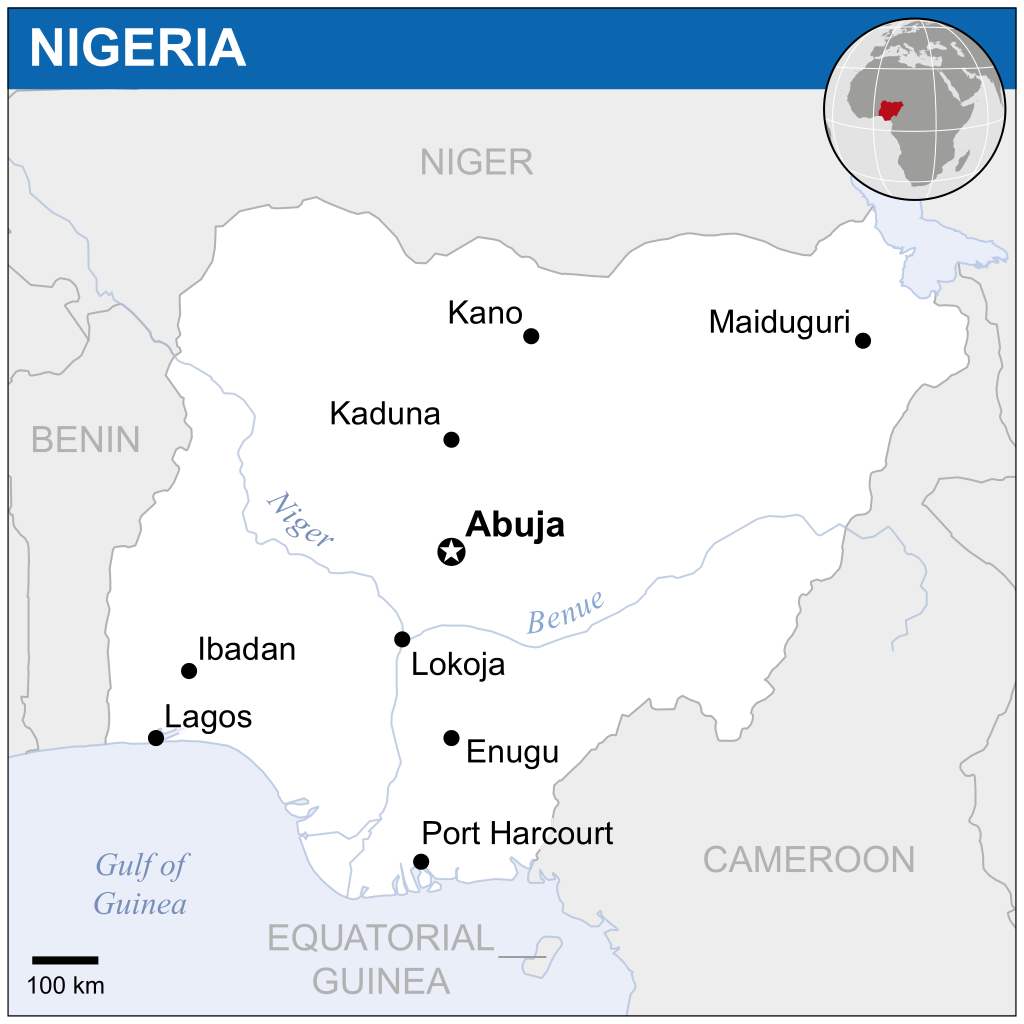 NIGERIA
NIGER
Kano
Maiduguri
Kaduna
BENIN
Niger
Abuja
Benue
Ibadan
Lokoja
Lagos
Enugu
Port Harcourt
CAMEROON
Gulf of
Guinea
EQUATORIAL
GUINEA
100 km